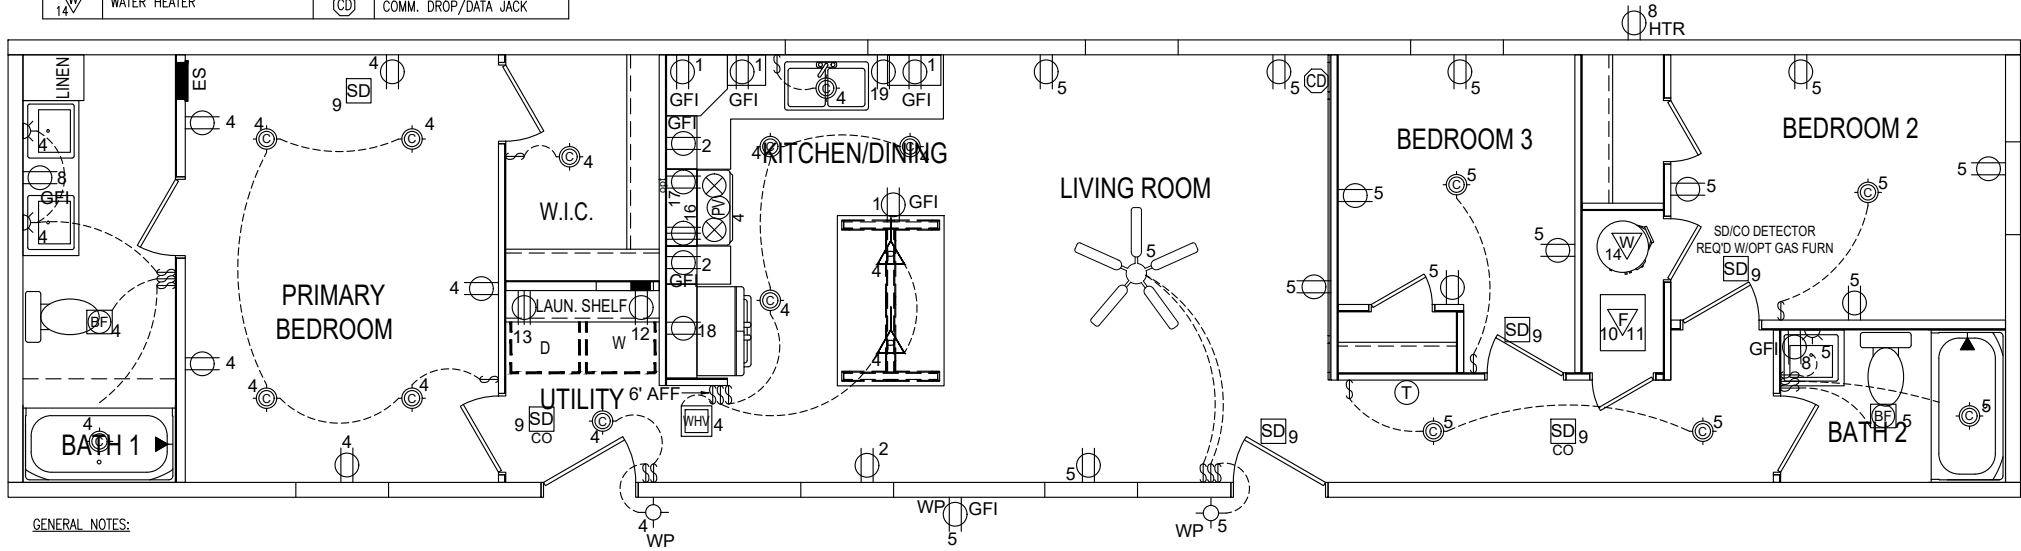 14 W WATER HEATER CD COMM. DROP/DATA JACK
8
HTR
LINEN
ES
4
SD
9
4
4
4
C
C
4
8
GFI
4
BF
4
4
BATH 1
C
4
4
4
PRIMARY
BEDROOM
4
C
4
C
4
C
4
W.I.C.
LAUN. SHELF
13
12
D
W
UTILITY
6' AFF
SD
9
CO
C
4
WHV
4
4
WP
1
GFI
1
GFI
C
4
19
1
GFI
GFI
2
opt
17
16
PV
4
2
GFI
18
4
C
C
4
KITCHEN/DINING
C
4
1
GFI
4
4
2
5
5
CD
LIVING ROOM
5
5
5
SD
9
WP
GFI
5
WP
5
5
BEDROOM 3
5
C
5
5
5
SD
9
T
C
5
SD
9
CO
C
5
W
14
F
10
11
5
BEDROOM 2
5
5
C
5
SD/CO DETECTOR
REQ'D W/OPT GAS FURN
SD
9
5
GFI
5
8
BF
5
C
5
BATH 2
GENERAL NOTES: